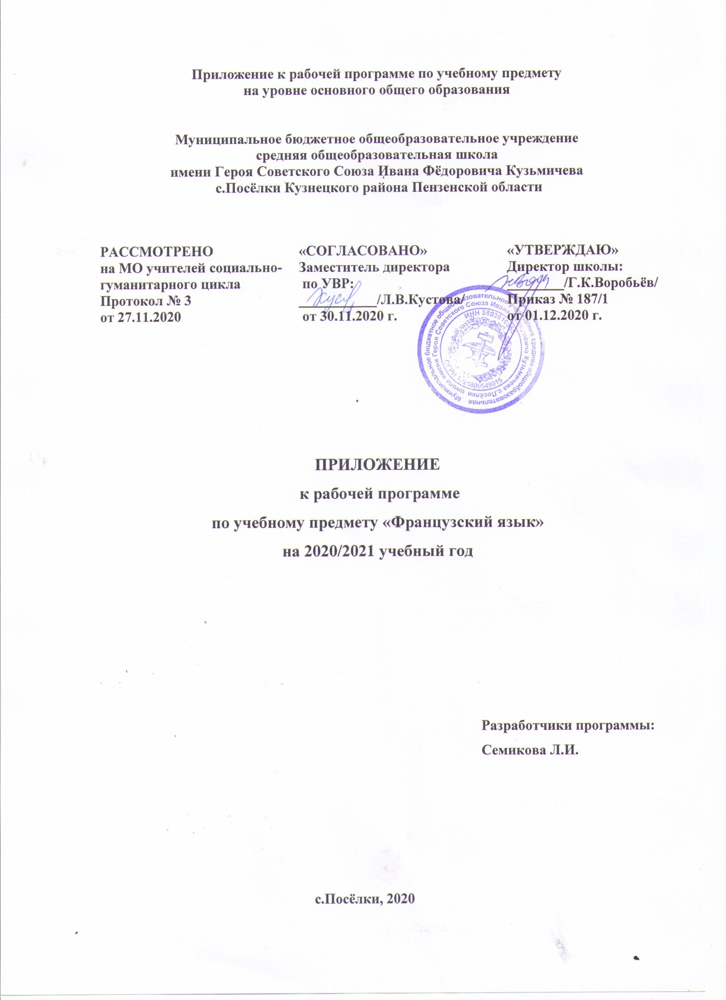 Приложение к рабочей программе по учебному предмету
на уровне основного общего образования
Муниципальное бюджетное общеобразовательное учреждение
средняя общеобразовательная школа
имени Героя Советского Союза Ивана Фёдоровича Кузьмичева
с.Посёлки Кузнецкого района Пензенской области
РАССМОТРЕНО
на МО учителей социально-
гуманитарного цикла
Протокол № 3
от 27.11.2020
«СОГЛАСОВАНО»
Заместитель директора
по УВР:
/Л.В.Кустова/
от 30.11.2020 г.
«УТВЕРЖДАЮ»
Директор школы:
/Г.К.Воробьёв/
Приказ № 187/1
от 01.12.2020 г.
Муниципальное бюджетное общеобразовательное учреждение средняя общеобразовательная
школа имени Героя Советского Союза Ивана Фёдоровича Кузьмичева с.Посёлки
ИНН
ОГРН
ПРИЛОЖЕНИЕ
к рабочей программе
по учебному предмету «Французский язык»
на 2020/2021 учебный год
Разработчики программы:
Семикова Л.И.
с.Посёлки, 2020